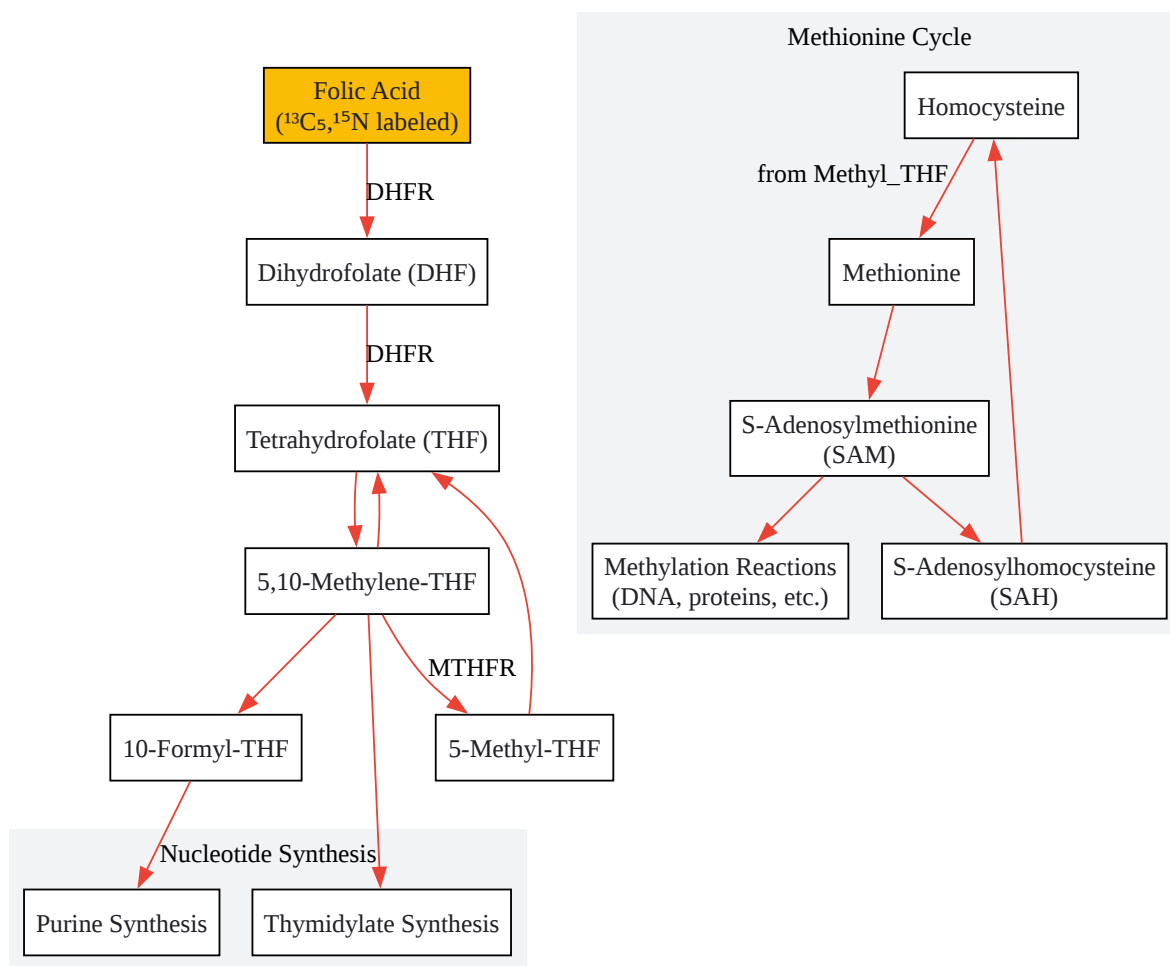 Methionine Cycle
Folic Acid
(¹³C₅,¹⁵N labeled)
Homocysteine
from Methyl_THF
DHFR
Dihydrofolate (DHF)
Methionine
DHFR
Tetrahydrofolate (THF)
S-Adenosylmethionine
(SAM)
5,10-Methylene-THF
Methylation Reactions
(DNA, proteins, etc.)
S-Adenosylhomocysteine
(SAH)
MTHFR
10-Formyl-THF
5-Methyl-THF
Nucleotide Synthesis
Purine Synthesis
Thymidylate Synthesis